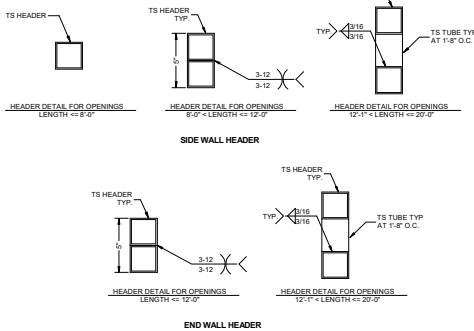 TS HEADER
TS HEADER
TYP.
5"
3-12
3-12
TYP
3/16
3/16
TS TUBE TYP
AT 1'-8" O.C.
HEADER DETAIL FOR OPENINGS
LENGTH <= 8'-0"
HEADER DETAIL FOR OPENINGS
8'-0" < LENGTH <= 12'-0"
HEADER DETAIL FOR OPENINGS
12'-1" < LENGTH <= 20'-0"
SIDE WALL HEADER
TS HEADER
TYP.
5"
3-12
3-12
TS HEADER
TYP.
TYP.
3/16
3/16
TS TUBE TYP
AT 1'-8" O.C.
HEADER DETAIL FOR OPENINGS
LENGTH <= 12'-0"
HEADER DETAIL FOR OPENINGS
12'-1" < LENGTH <= 20'-0"
END WALL HEADER